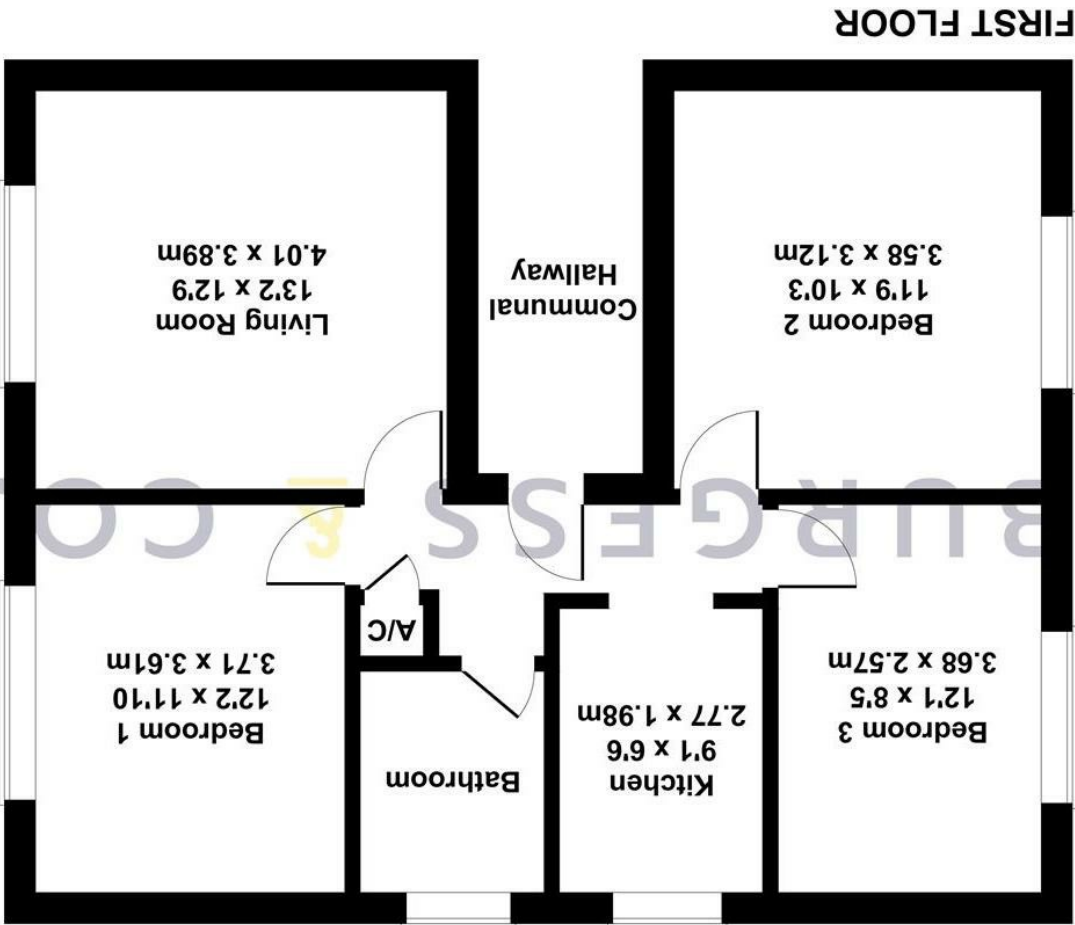 Bedroom 3
12'1 x 8'5
3.68 x 2.57m
Kitchen
9'1 x 6'6
2.77 x 1.98m
Bathroom
Bedroom 1
12'2 x 11'10
3.71 x 3.61m
A/C
BURGESS & CO
Bedroom 2
11'9 x 10'3
3.58 x 3.12m
Communal
Hallway
Living Room
13'2 x 12'9
4.01 x 3.89m
FIRST FLOOR